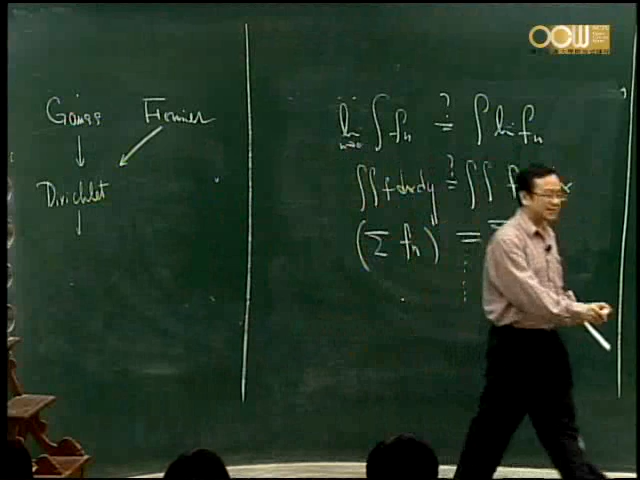 OCW
Gauss Fourier
↓ ↙
Dirichlet
↓
lim n→∞ ∫ fn ?= ∫ lim fn
∫∫ f dx dy ?= ∫∫ f
(Σ fn) =